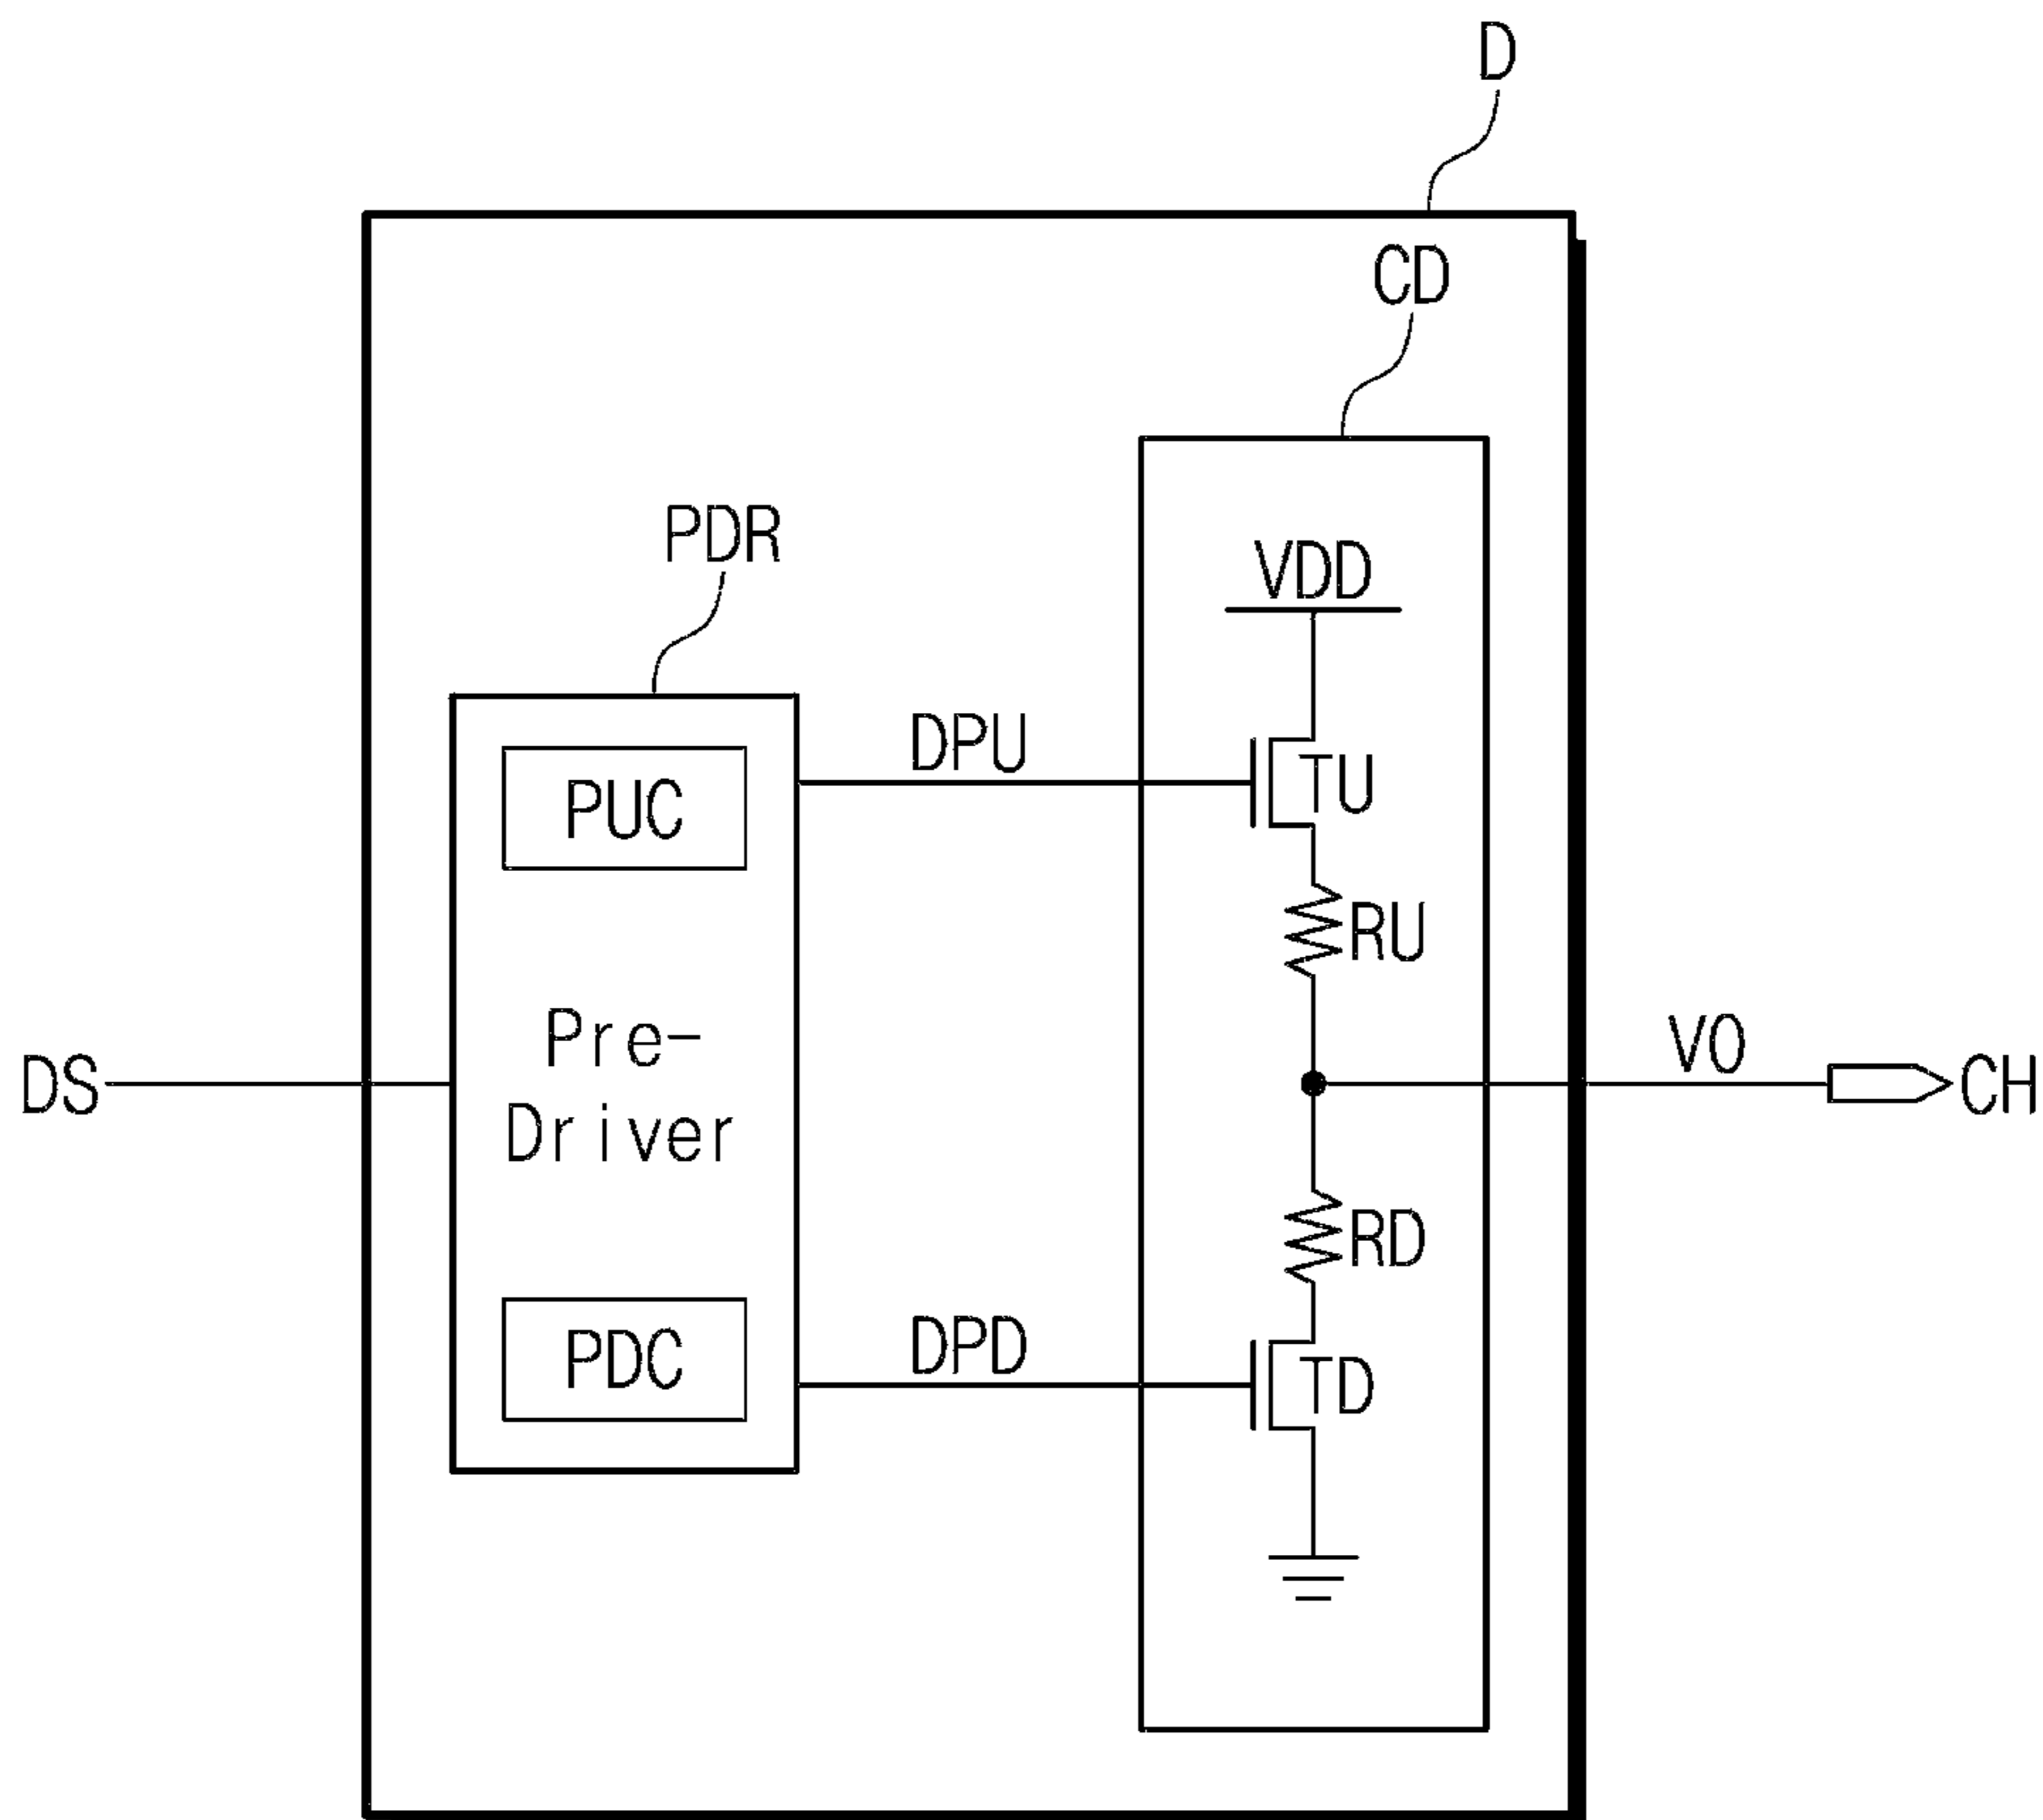 D
CD
PDR
VDD
DPU
TU
PUC
RU
Pre-
Driver
DS
VO
CH
RD
PDC
DPD
TD